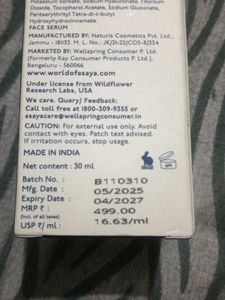 Potassium Sorbate, Sodium Hyaluronate, Titanium
Dioxide, Tocopherol Acetate, Sodium Gluconate,
Pentaerythrityl Tetra-di-t-butyl
Hydroxyhydrocinnamate.
FACE SERUM
MANUFACTURED BY: Naturis Cosmetics Pvt. Ltd.,
Jammu - 181133. M. L. No.: JK/21-22/COS-B/334
MARKETED BY: Wellspring Consumer P. Ltd.
(Formerly Kay Consumer Products P. Ltd.),
Bengaluru - 560066
www.worldofasaya.com
Under license from Wildflower
Research Labs, USA
We care. Query/ Feedback:
Call toll free at 1800-309-9355 or
asayacare@wellspringconsumer.in
CAUTION: For external use only. Avoid
contact with eyes. Patch test advised.
If irritation occurs, stop usage.
MADE IN INDIA
Net content : 30 ml
Batch No. : B110310
Mfg. Date : 05/2025
Expiry Date : 04/2027
MRP ₹ : 499.00
(Incl. of all taxes)
USP ₹/ ml : 16.63/ml